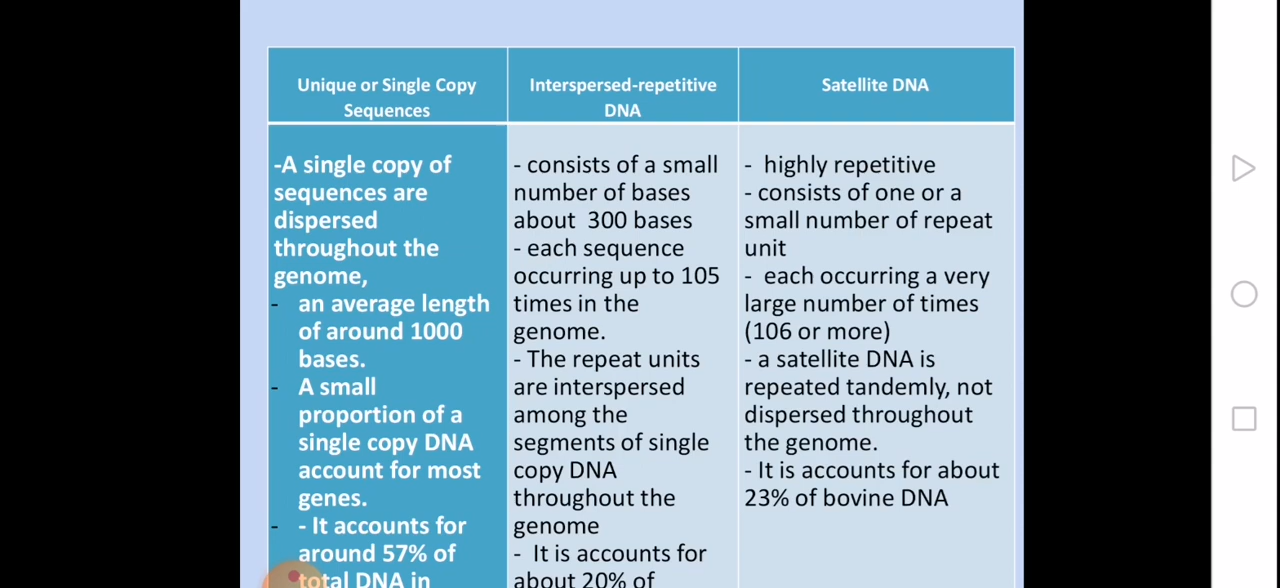 Unique or Single Copy
Sequences
Interspersed-repetitive
DNA
Satellite DNA
-A single copy of
sequences are
dispersed
throughout the
genome,
- an average length
of around 1000
bases.
- A small
proportion of a
single copy DNA
account for most
genes.
- - It accounts for
around 57% of
total DNA in
- consists of a small
number of bases
about 300 bases
- each sequence
occurring up to 105
times in the
genome.
- The repeat units
are interspersed
among the
segments of single
copy DNA
throughout the
genome
- It is accounts for
about 20% of
- highly repetitive
- consists of one or a
small number of repeat
unit
- each occurring a very
large number of times
(106 or more)
- a satellite DNA is
repeated tandemly, not
dispersed throughout
the genome.
- It is accounts for about
23% of bovine DNA